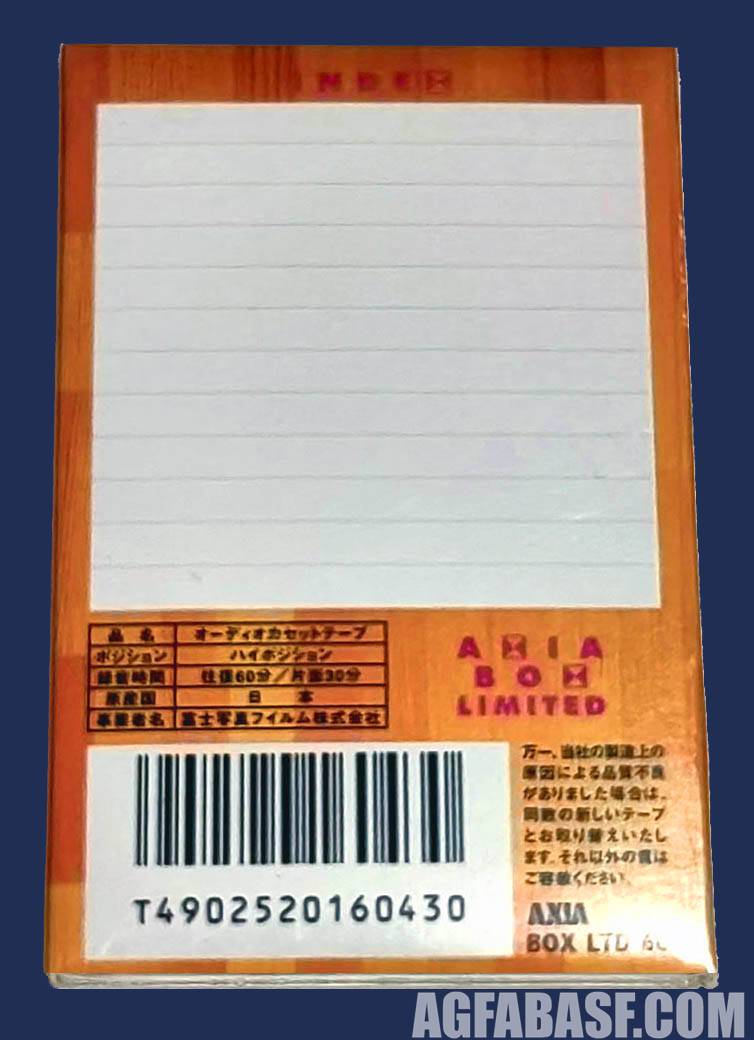 INDEX
品名 オーディオカセットテープ
ポジション ハイポジション
録音時間 往復60分／片面30分
原産国 日本
事業者名 富士写真フイルム株式会社
AXIA
BOX
LIMITED
万一、当社の製造上の
原因による品質不良
がありました場合は、
同数の新しいテープ
とお取り替えいたし
ます。それ以外の責は
ご容赦ください。
T4902520160430
AXIA
BOX LTD 60
AGFABASF.COM